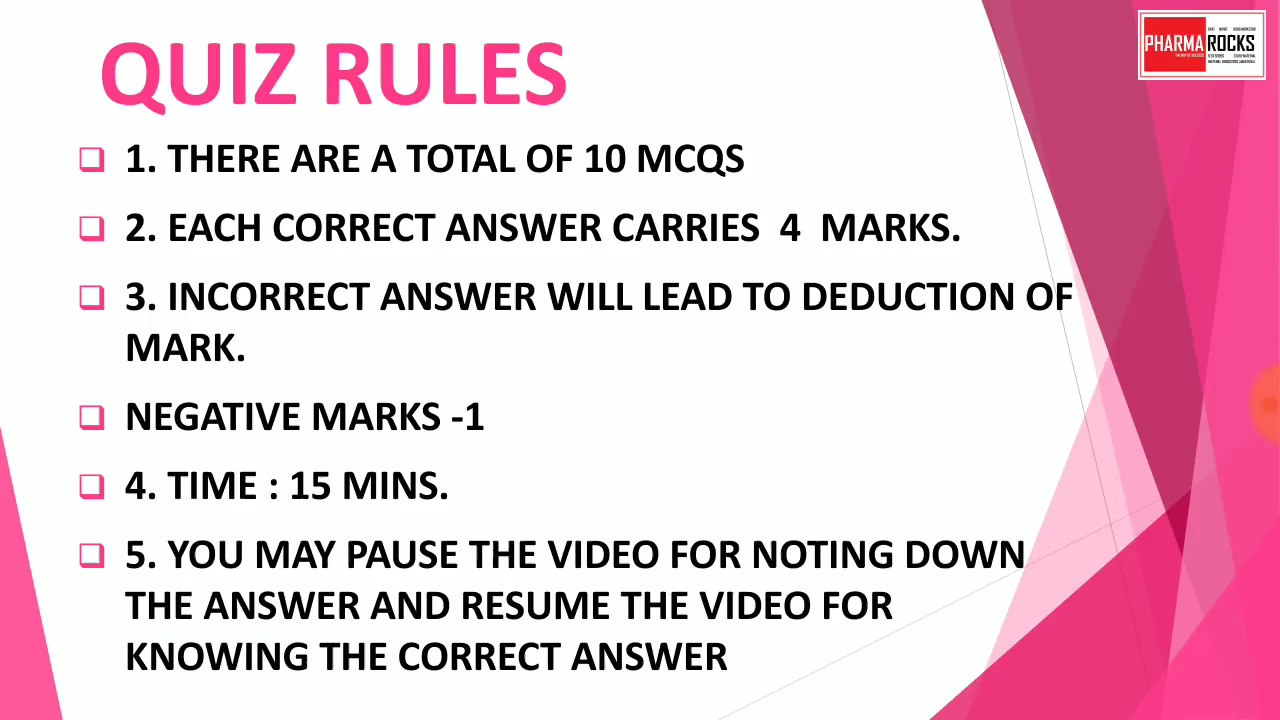 QUIZ RULES
PHARMA ROCKS
1. THERE ARE A TOTAL OF 10 MCQS
2. EACH CORRECT ANSWER CARRIES 4 MARKS.
3. INCORRECT ANSWER WILL LEAD TO DEDUCTION OF
MARK.
NEGATIVE MARKS -1
4. TIME : 15 MINS.
5. YOU MAY PAUSE THE VIDEO FOR NOTING DOWN
THE ANSWER AND RESUME THE VIDEO FOR
KNOWING THE CORRECT ANSWER